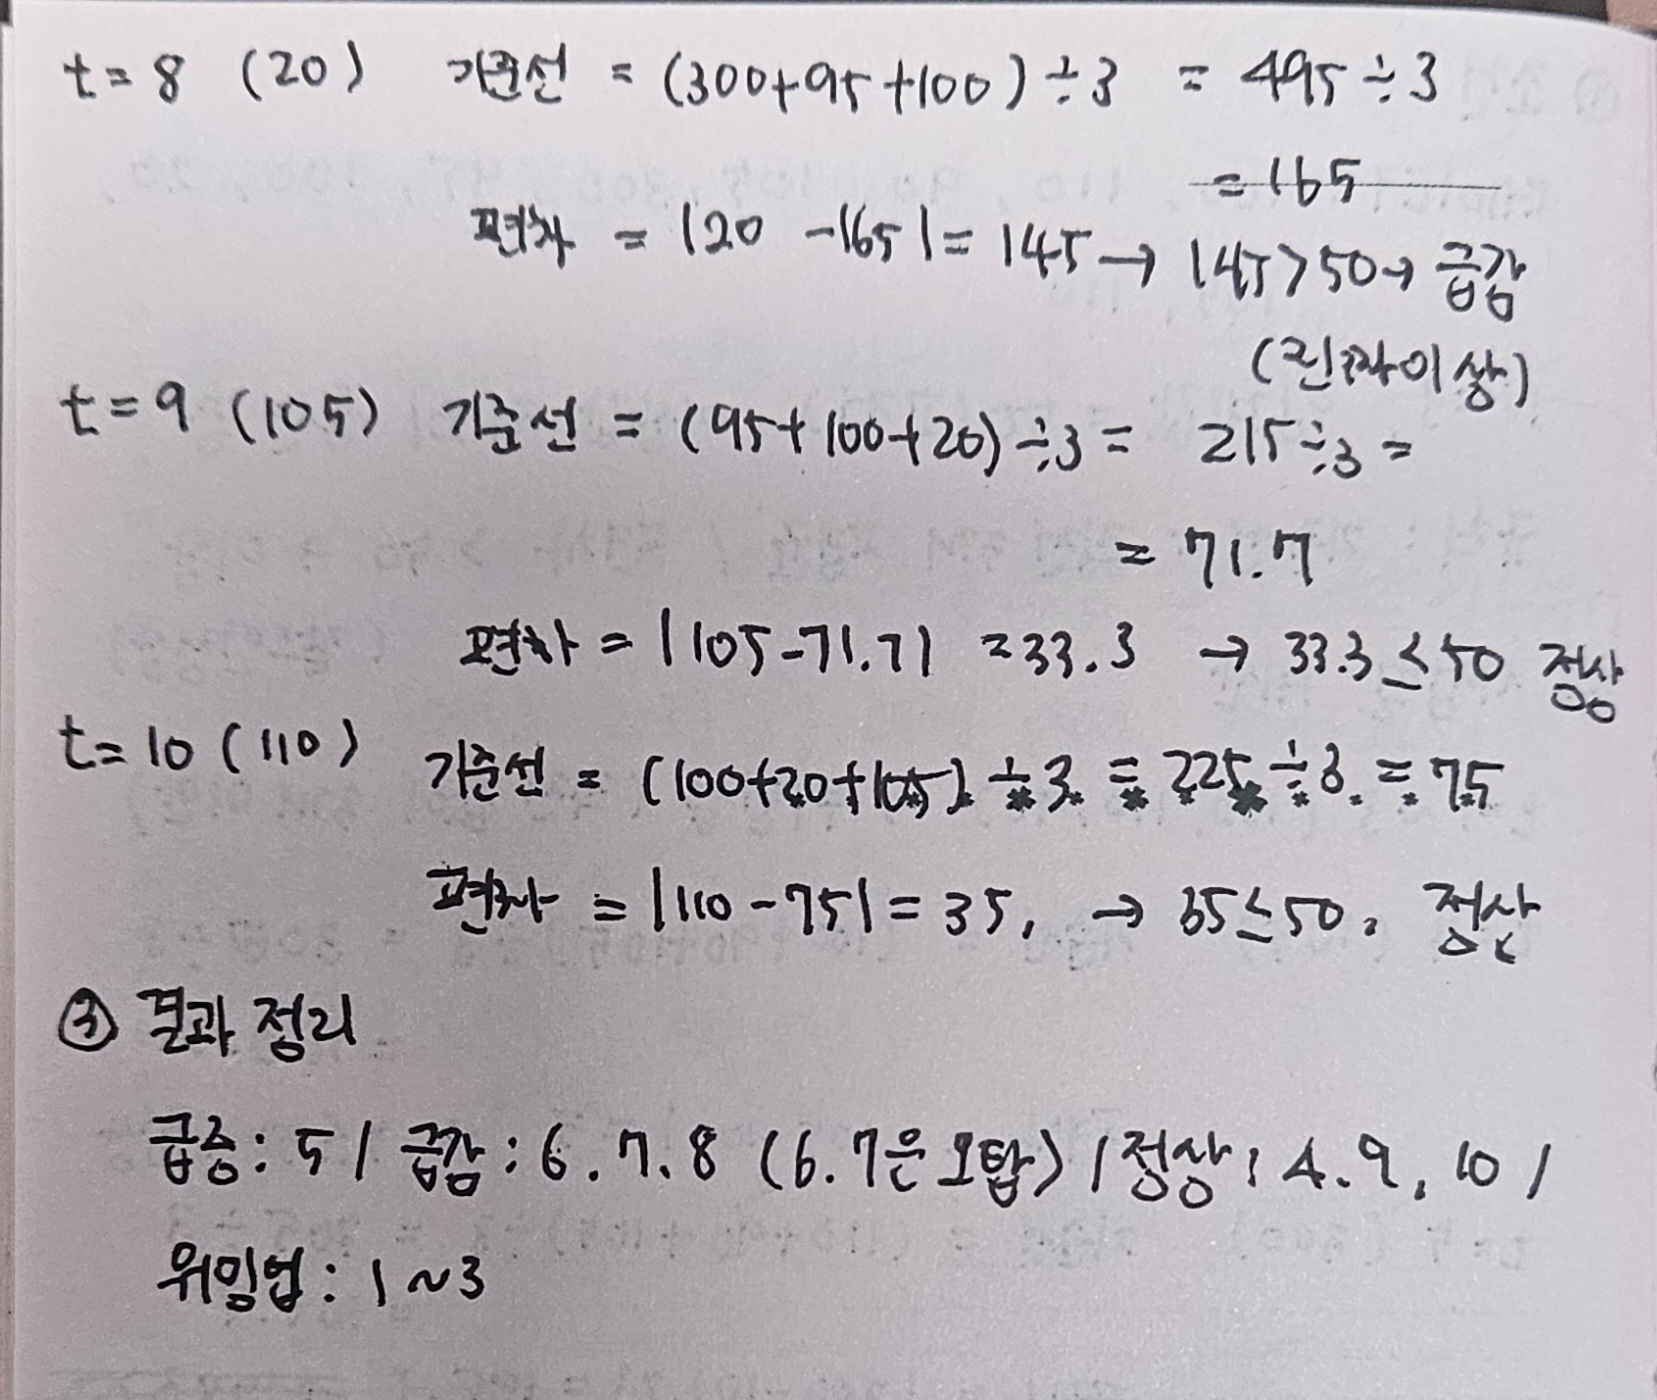 t=8 (20) 기준선 = (300+95+100)÷3 = 495÷3
= 165
편차 = |20 -165| = 145 → 145>50 → 급감
(진짜이상)
t=9 (105) 기준선 = (95+100+20)÷3 = 215÷3 =
= 71.7
편차 = |105-71.7| =33.3 → 33.3≤50 정상
t=10 (110) 기준선 = (100+20+105)÷3 = 225÷3 = 75
편차 = |110-75| = 35, → 35≤50, 정상
③ 결과 정리
급증: 5 / 급감: 6. 7. 8 (6. 7은 오탐) / 정상: 4. 9, 10 /
워밍업: 1~3